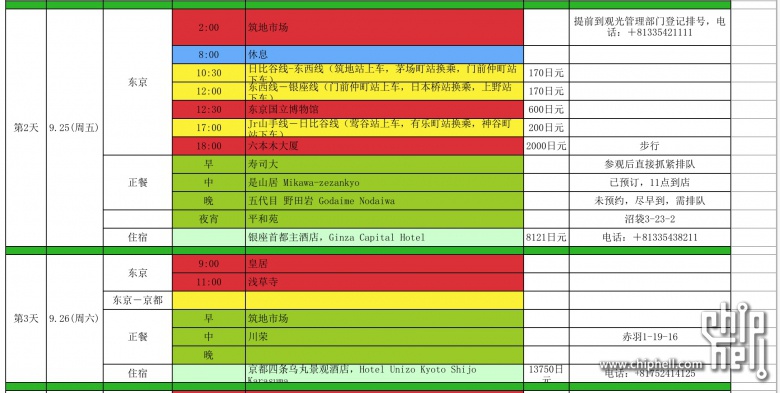 2:00 筑地市场 提前到观光管理部门登记排号，电
话：＋81335421111
8:00 休息
10:30 日比谷线-东西线（筑地站上车，茅场町站换乘，门前仲町站
下车） 170日元
12:00 东西线－银座线（门前仲町站上车，日本桥站换乘，上野站
下车） 170日元
东京
12:30 东京国立博物馆 600日元
第2天 9.25(周五)
17:00 Jr山手线－日比谷线（莺谷站上车，有乐町站换乘，神谷町
站下车） 200日元
18:00 六本木大厦 2000日元 步行
早 寿司大 参观后直接抓紧排队
正餐 中 是山居 Mikawa-zezankyo 已预订，11点到店
晚 五代目 野田岩 Godaime Nodaiwa 未预约，尽早到，需排队
夜宵 平和苑 沼袋3-23-2
住宿 银座首都主酒店，Ginza Capital Hotel 8121日元 电话：＋81335438211
东京 9:00 皇居
11:00 浅草寺
东京－京都
第3天 9.26(周六)
早 筑地市场
正餐 中 川荣 赤羽1-19-16
晚
住宿 京都四条乌丸景观酒店，Hotel Unizo Kyoto Shijo
Karasuma 13750日
元 电话：+81752414125
chip
hell
www.chiphell.com